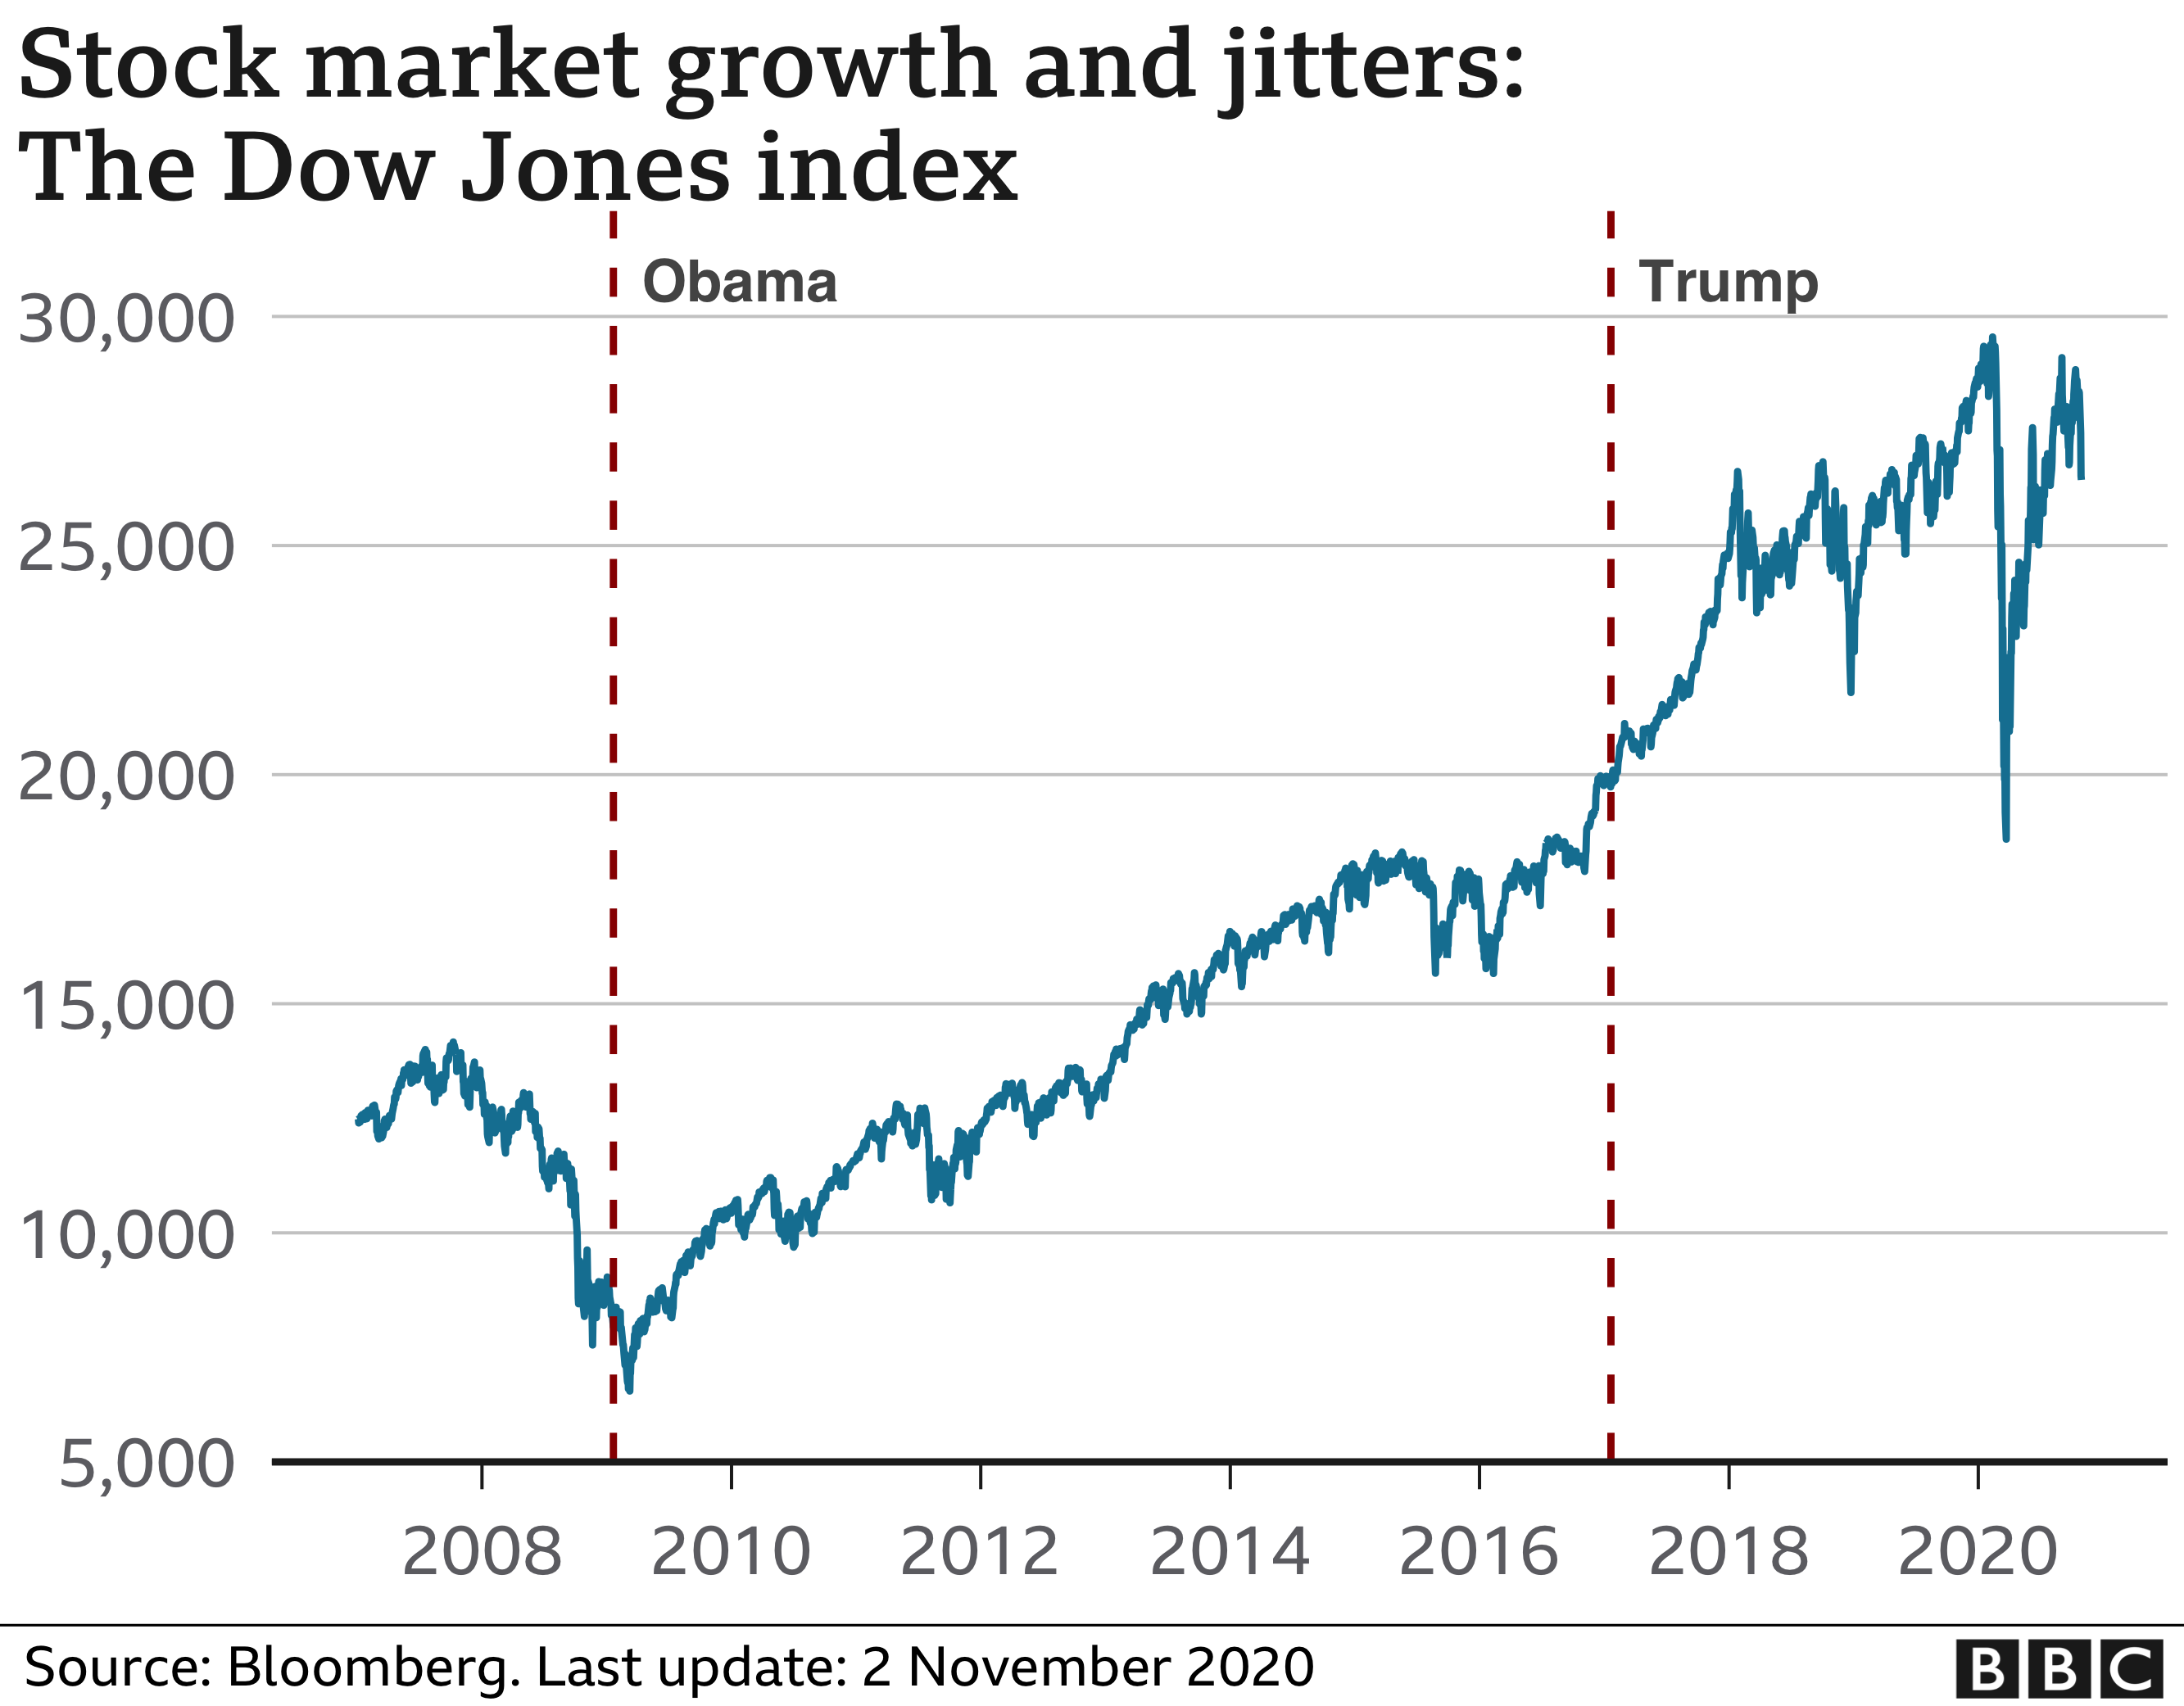 Stock market growth and jitters:
The Dow Jones index
Obama
Trump
30,000
25,000
20,000
15,000
10,000
5,000
2008 2010 2012 2014 2016 2018 2020
Source: Bloomberg. Last update: 2 November 2020
BBC